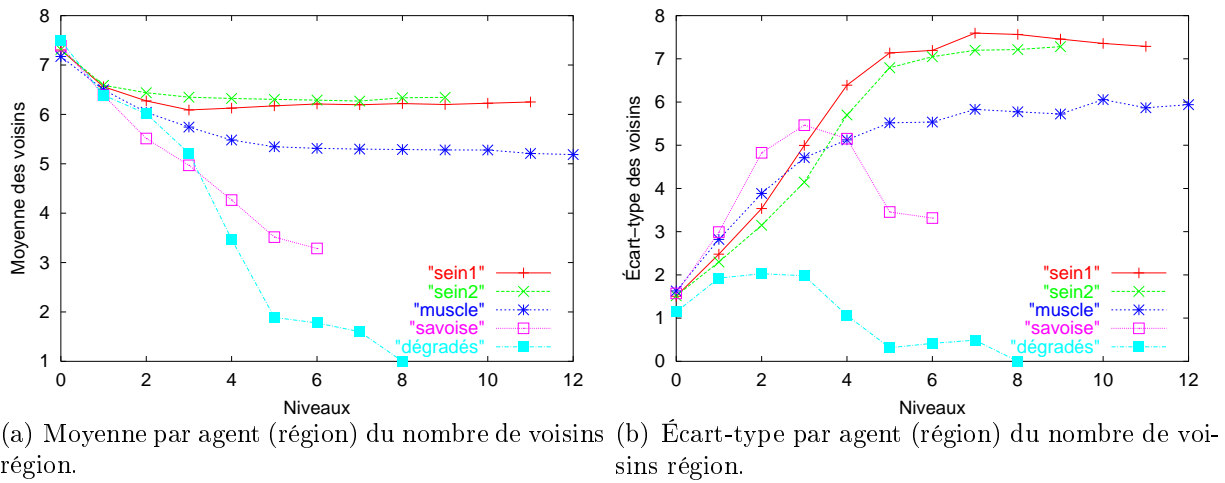 8
7
6
5
4
3
2
1
0 2 4 6 8 10 12
Moyenne des voisins
Niveaux
"sein1"
"sein2"
"muscle"
"savoise"
"dégradés"
(a) Moyenne par agent (région) du nombre de voisins
région.
8
7
6
5
4
3
2
1
0
0 2 4 6 8 10 12
Écart-type des voisins
Niveaux
"sein1"
"sein2"
"muscle"
"savoise"
"dégradés"
(b) Écart-type par agent (région) du nombre de voi-
sins région.